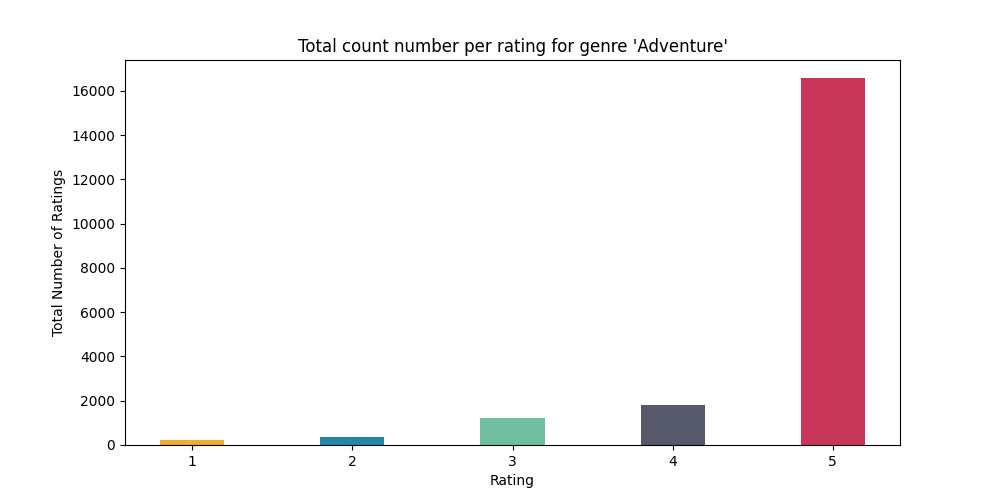 Total count number per rating for genre 'Adventure'
Total Number of Ratings
16000
14000
12000
10000
8000
6000
4000
2000
0
1 2 3 4 5
Rating